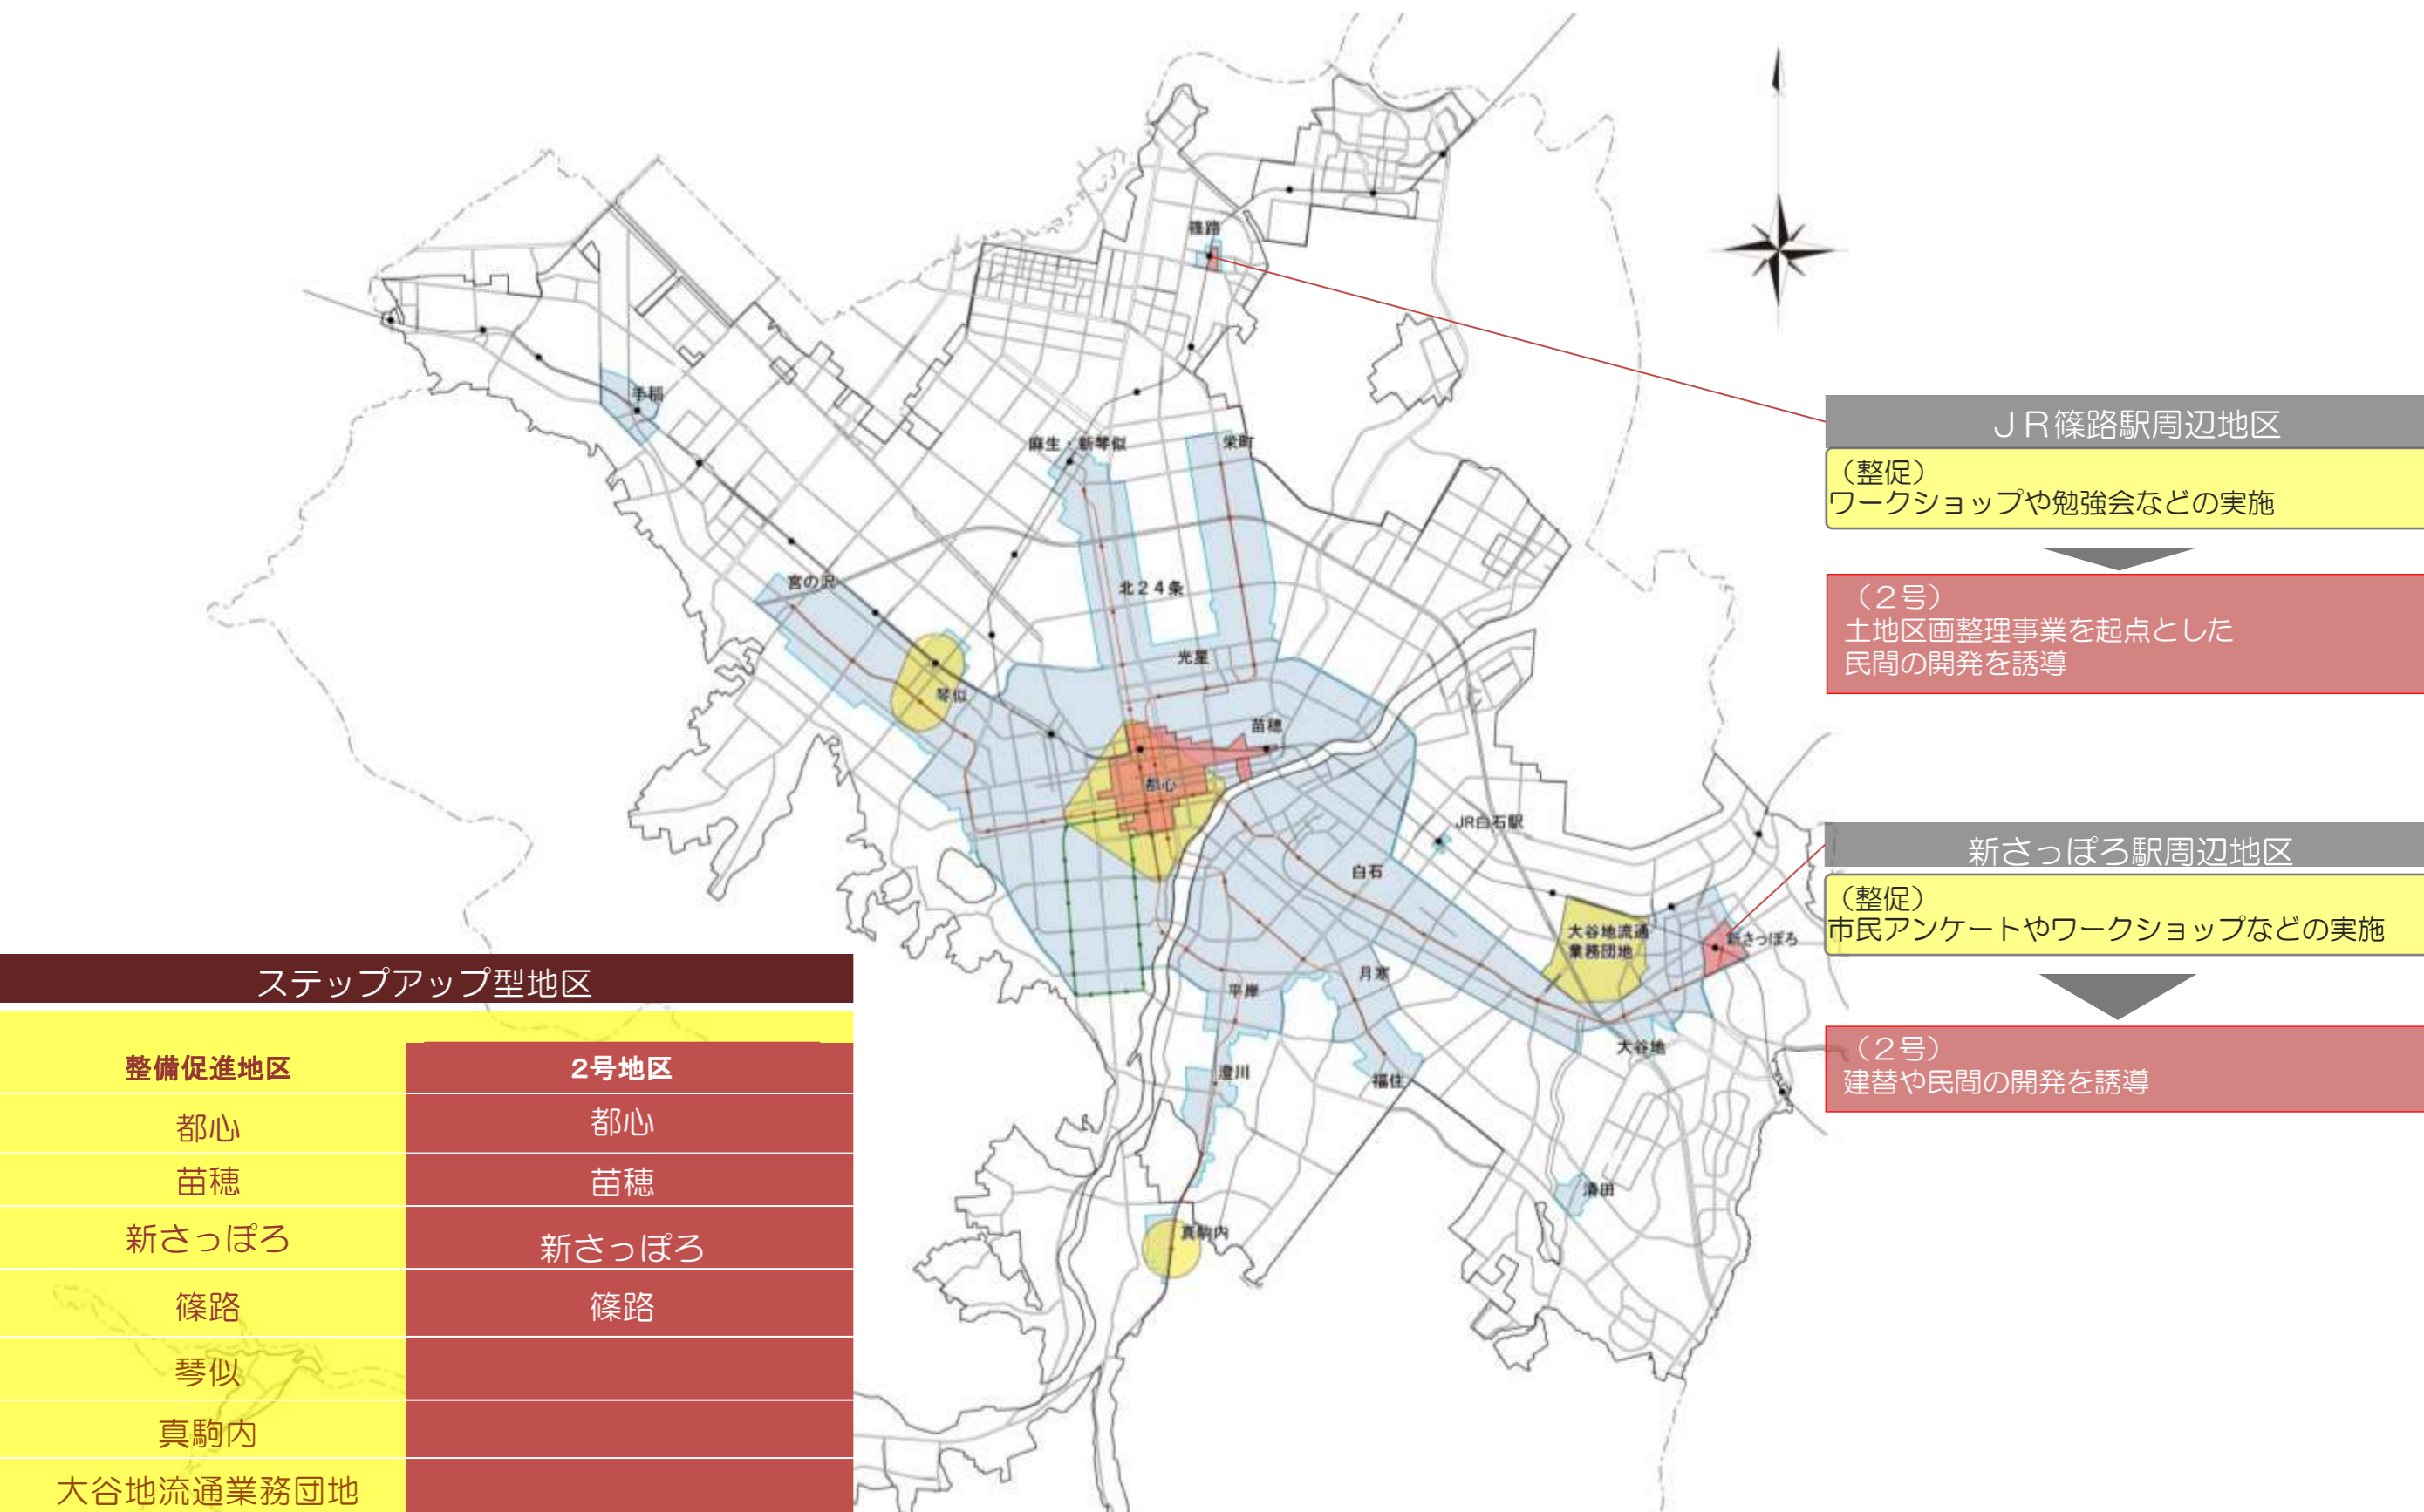 篠路
手稲
麻生・新琴似
栄町
宮の沢
北24条
光星
琴似
苗穂
都心
JR白石駅
白石
大谷地流通
業務団地
新さっぽろ
月寒
平岸
大谷地
澄川
福住
清田
真駒内
JR篠路駅周辺地区
(整促)
ワークショップや勉強会などの実施
(2号)
土地区画整理事業を起点とした
民間の開発を誘導
新さっぽろ駅周辺地区
(整促)
市民アンケートやワークショップなどの実施
(2号)
建替や民間の開発を誘導
ステップアップ型地区
整備促進地区 2号地区
都心 都心
苗穂 苗穂
新さっぽろ 新さっぽろ
篠路 篠路
琴似
真駒内
大谷地流通業務団地